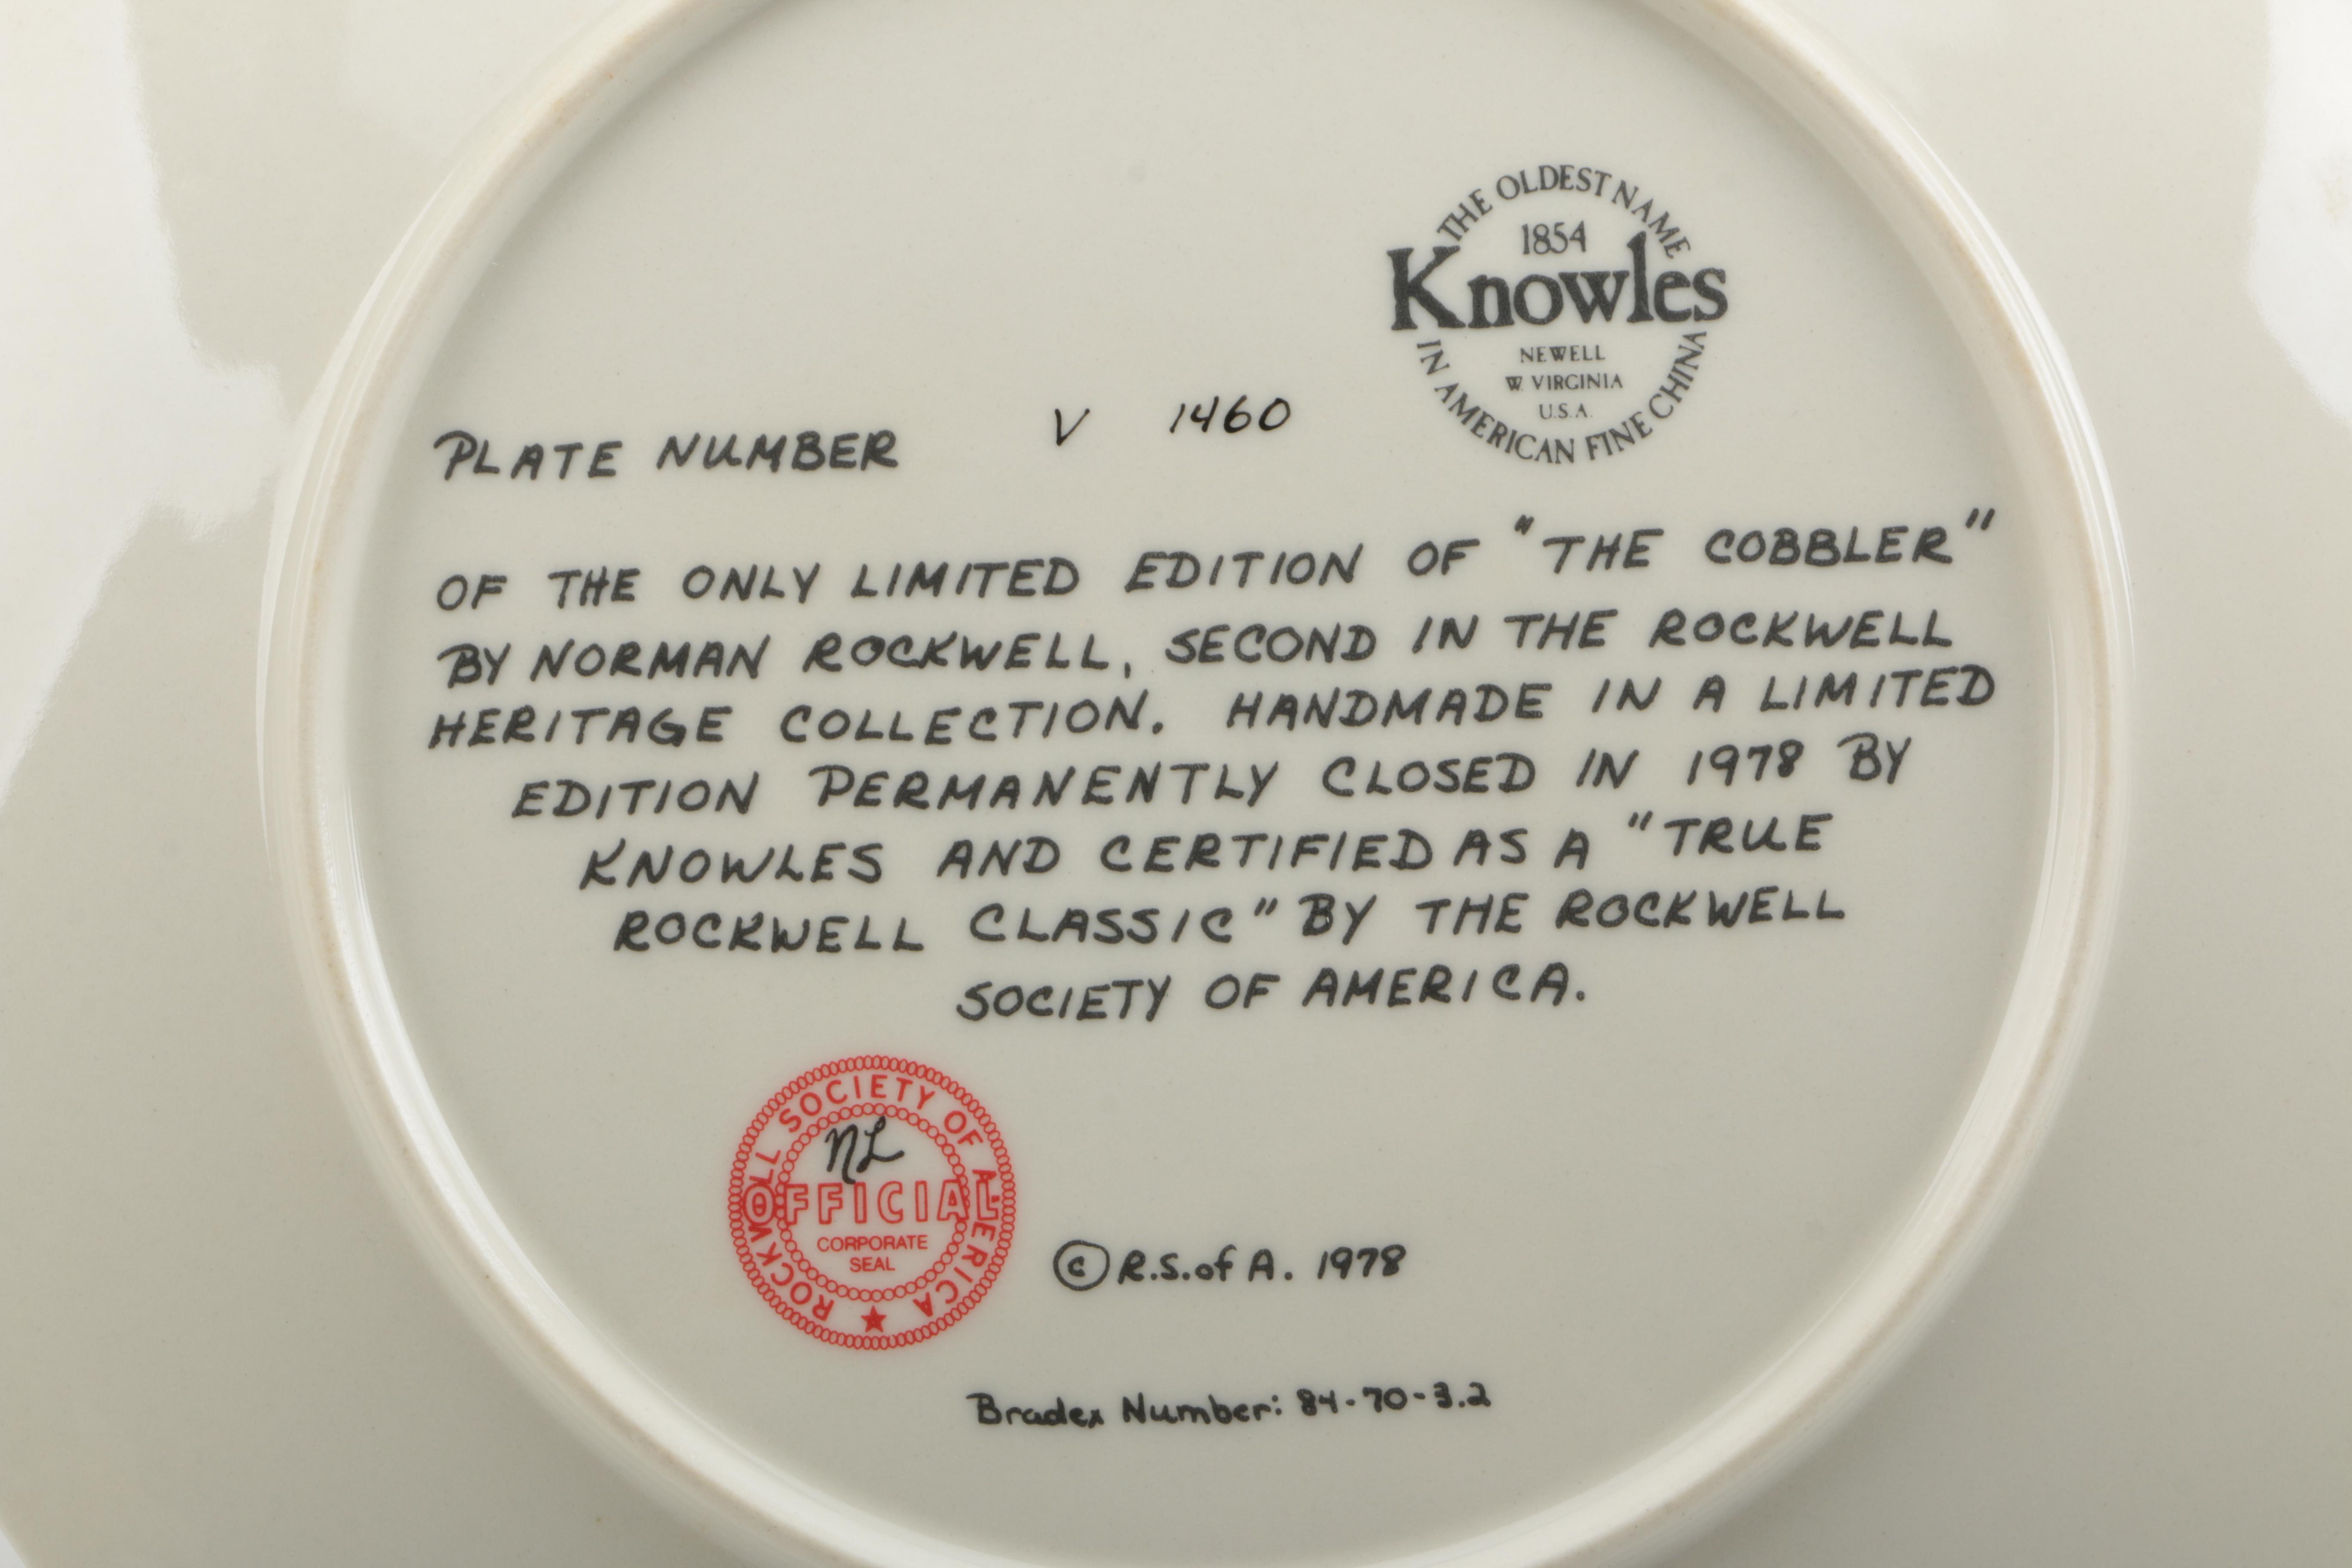 THE OLDEST NAME
1854
Knowles
NEWELL
W. VIRGINIA
U.S.A.
IN AMERICAN FINE CHINA
PLATE NUMBER V 1460
OF THE ONLY LIMITED EDITION OF "THE COBBLER"
BY NORMAN ROCKWELL, SECOND IN THE ROCKWELL
HERITAGE COLLECTION. HANDMADE IN A LIMITED
EDITION PERMANENTLY CLOSED IN 1978 BY
KNOWLES AND CERTIFIED AS A "TRUE
ROCKWELL CLASSIC" BY THE ROCKWELL
SOCIETY OF AMERICA.
ROCKWELL SOCIETY OF AMERICA
NL
OFFICIAL
CORPORATE
SEAL
© R.S. of A. 1978
Bradex Number: 84-70-3.2